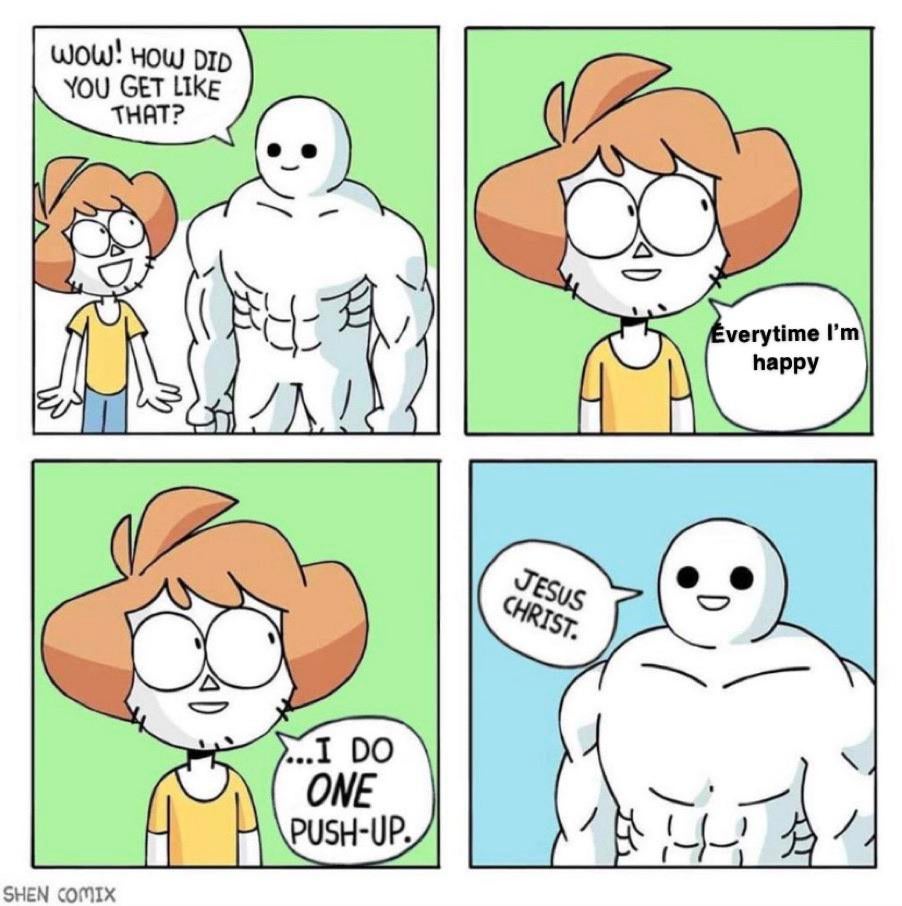 WOW! HOW DID
YOU GET LIKE
THAT?
Everytime I'm
happy
...I DO
ONE
PUSH-UP.
JESUS
CHRIST.
SHEN COMIX